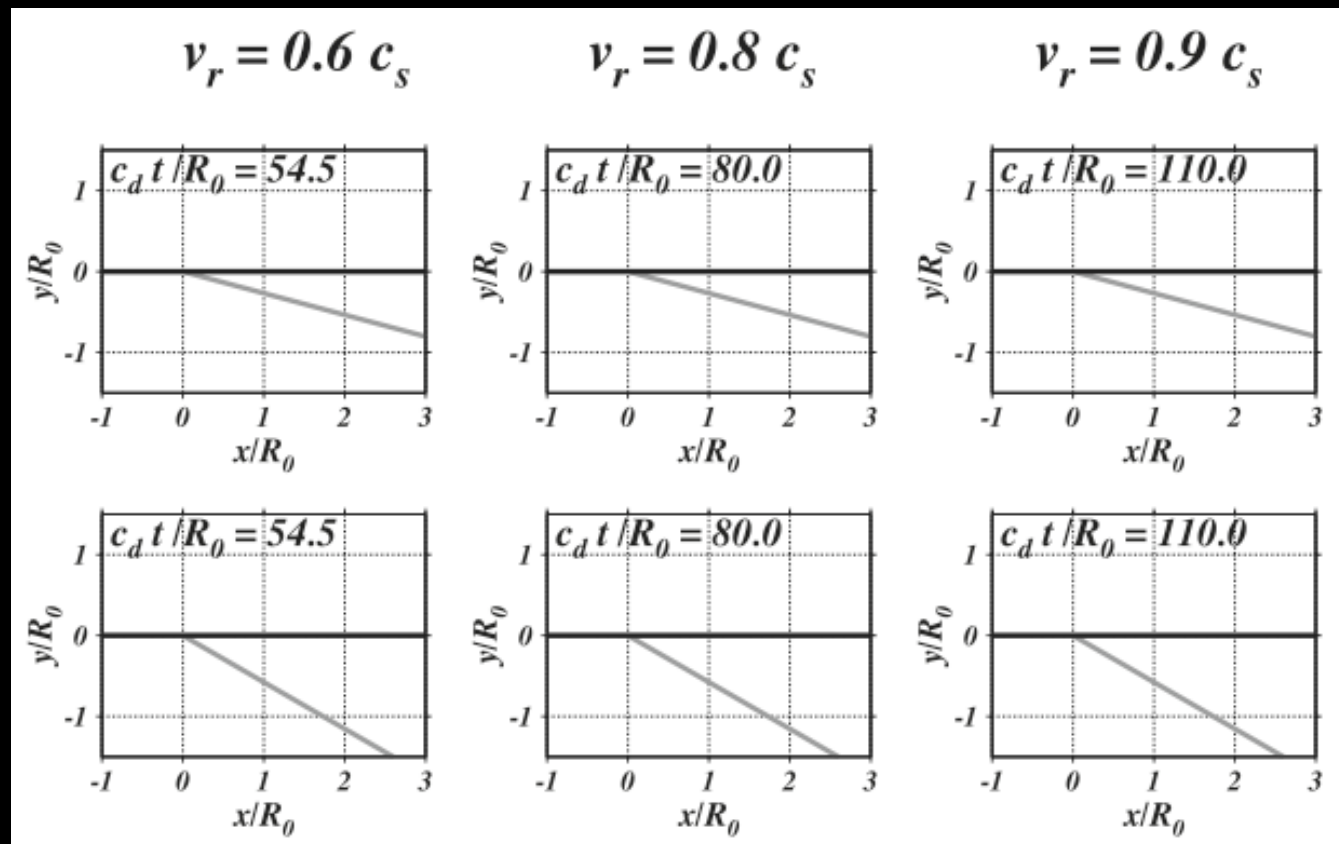 v_r = 0.6 c_s
v_r = 0.8 c_s
v_r = 0.9 c_s
c_d t /R_0 = 54.5
1
0
-1
y/R_0
-1 0 1 2 3
x/R_0
c_d t /R_0 = 80.0
1
0
-1
y/R_0
-1 0 1 2 3
x/R_0
c_d t /R_0 = 110.0
1
0
-1
y/R_0
-1 0 1 2 3
x/R_0
c_d t /R_0 = 54.5
1
0
-1
y/R_0
-1 0 1 2 3
x/R_0
c_d t /R_0 = 80.0
1
0
-1
y/R_0
-1 0 1 2 3
x/R_0
c_d t /R_0 = 110.0
1
0
-1
y/R_0
-1 0 1 2 3
x/R_0